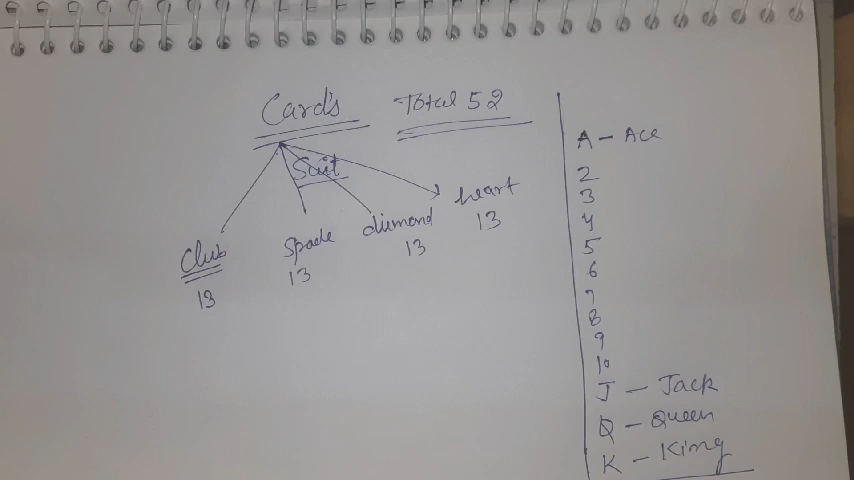 Card's Total 52
Suit
Club spade diamond heart
13 13 13 13
A - Ace
2
3
4
5
6
7
8
9
10
J - Jack
Q - Queen
K - King